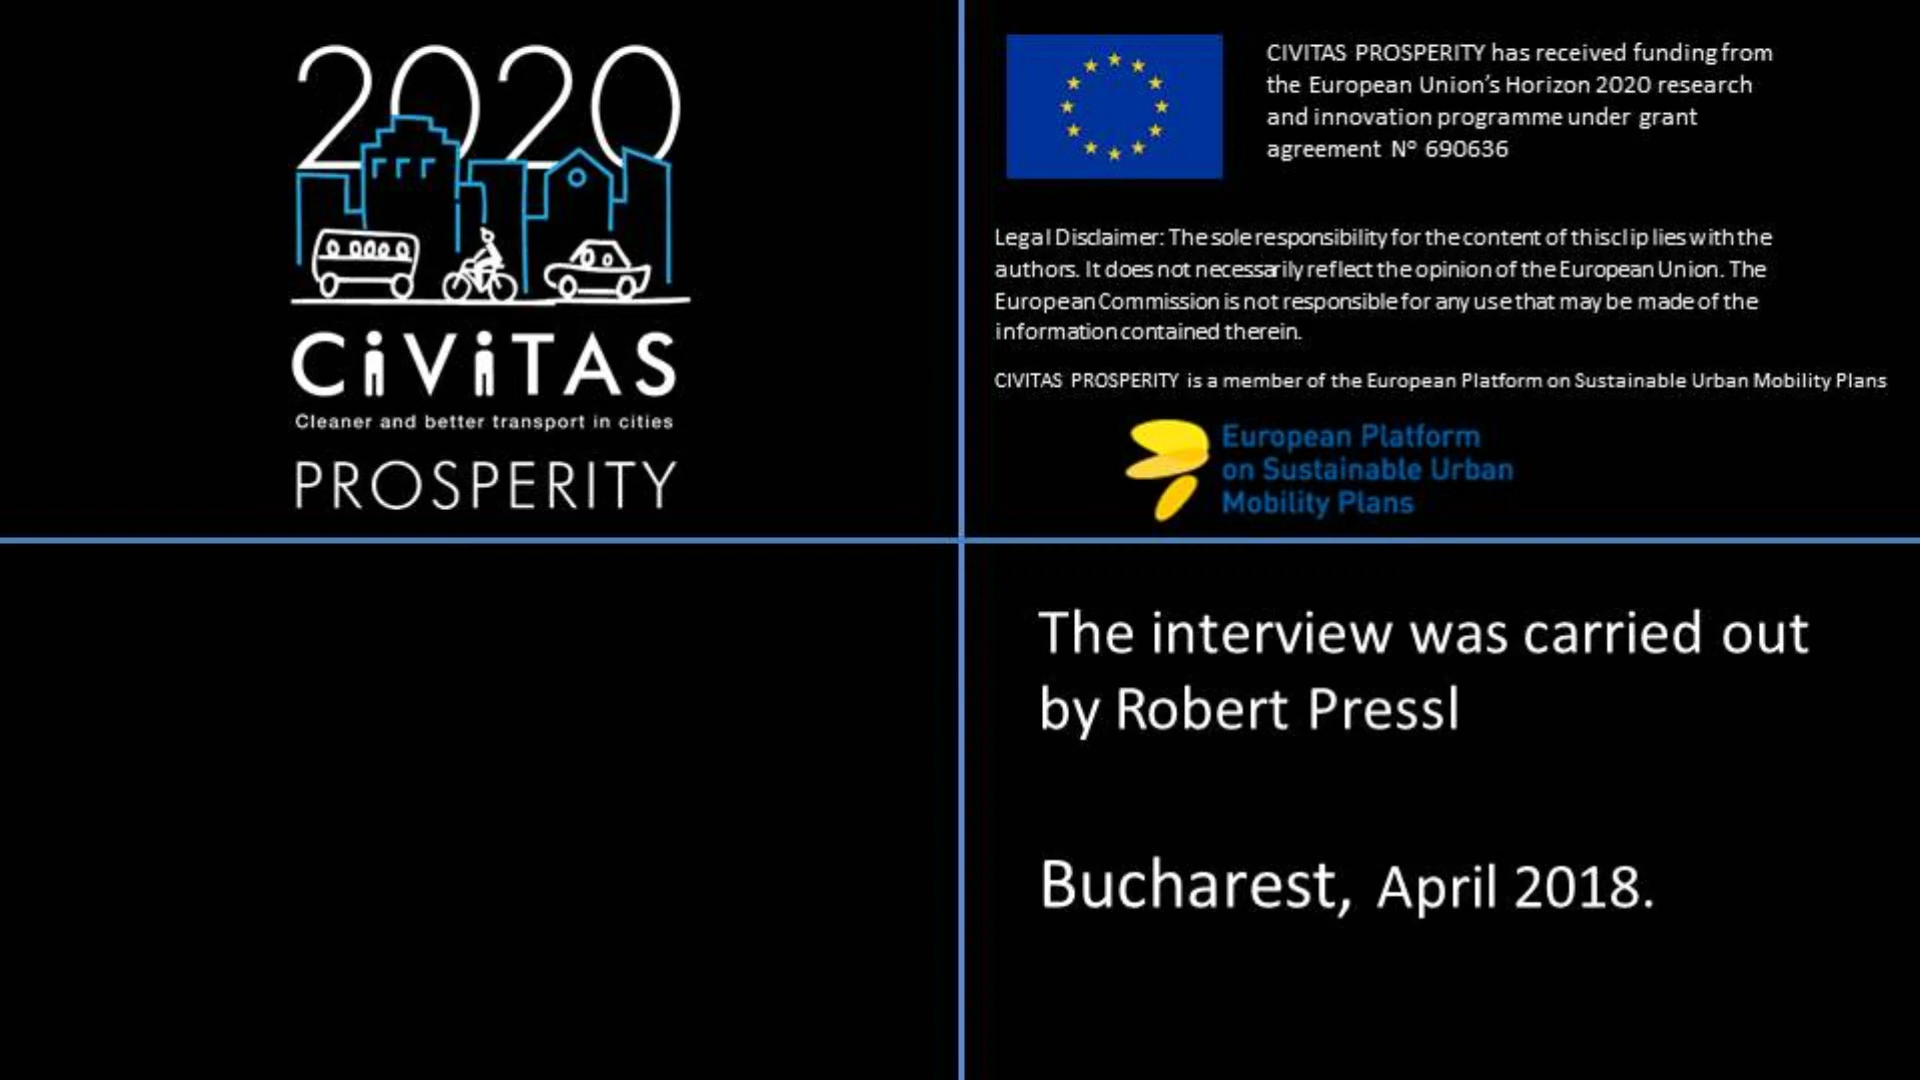 2020
CiViTAS
Cleaner and better transport in cities
PROSPERITY
CIVITAS PROSPERITY has received funding from
the European Union's Horizon 2020 research
and innovation programme under grant
agreement Nº 690636
Legal Disclaimer: The sole responsibility for the content of this clip lies with the
authors. It does not necessarily reflect the opinion of the European Union. The
European Commission is not responsible for any use that may be made of the
information contained therein.
CIVITAS PROSPERITY is a member of the European Platform on Sustainable Urban Mobility Plans
European Platform
on Sustainable Urban
Mobility Plans
The interview was carried out
by Robert Pressl
Bucharest, April 2018.